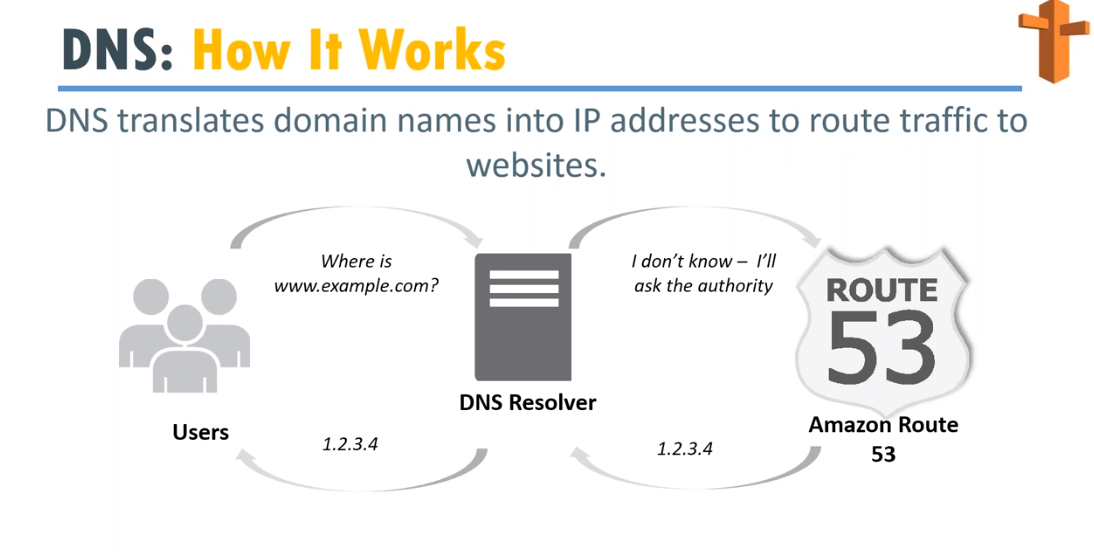 DNS: How It Works
DNS translates domain names into IP addresses to route traffic to
websites.
Where is
www.example.com?
I don't know – I'll
ask the authority
ROUTE
53
DNS Resolver
Users
Amazon Route
53
1.2.3.4
1.2.3.4